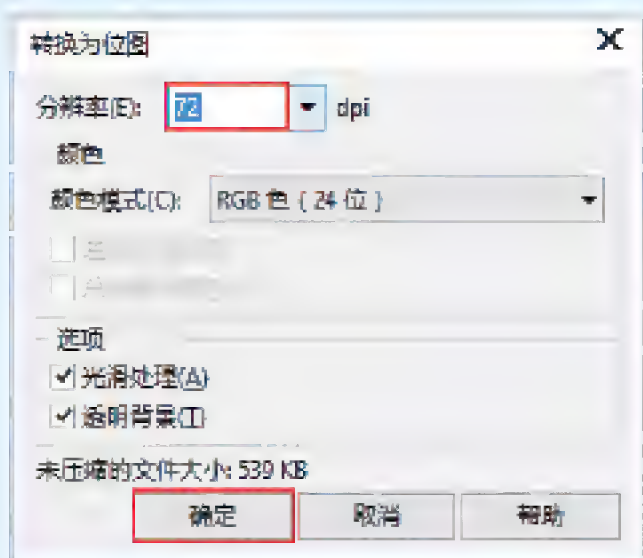 转换为位图
分辨率(E): 72 dpi
颜色
颜色模式(C): RGB 色 ( 24 位 )
选项
光滑处理(A)
透明背景(T)
未压缩的文件大小: 539 KB
确定 取消 帮助